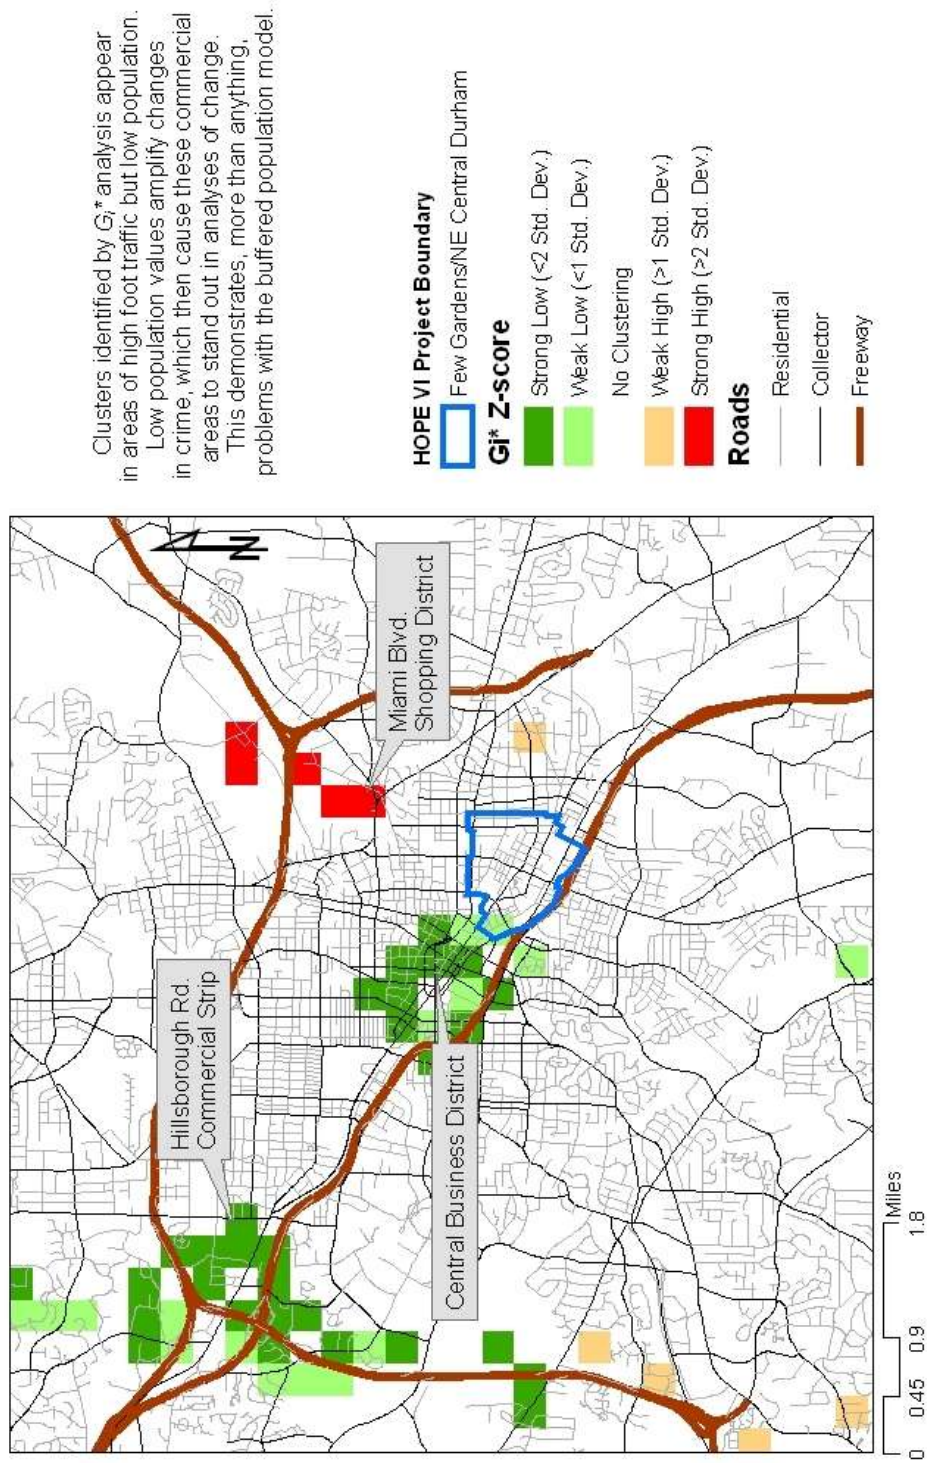 Clusters identified by Gi* analysis appear
in areas of high foot traffic but low population.
Low population values amplify changes
in crime, which then cause these commercial
areas to stand out in analyses of change.
This demonstrates, more than anything,
problems with the buffered population model.
HOPE VI Project Boundary
Few Gardens/NE Central Durham
Gi* Z-score
Strong Low (<2 Std. Dev.)
Weak Low (<1 Std. Dev.)
No Clustering
Weak High (>1 Std. Dev.)
Strong High (>2 Std. Dev.)
Roads
Residential
Collector
Freeway
N
Hillsborough Rd.
Commercial Strip
Miami Blvd.
Shopping District
Central Business District
Miles
0 0.45 0.9 1.8